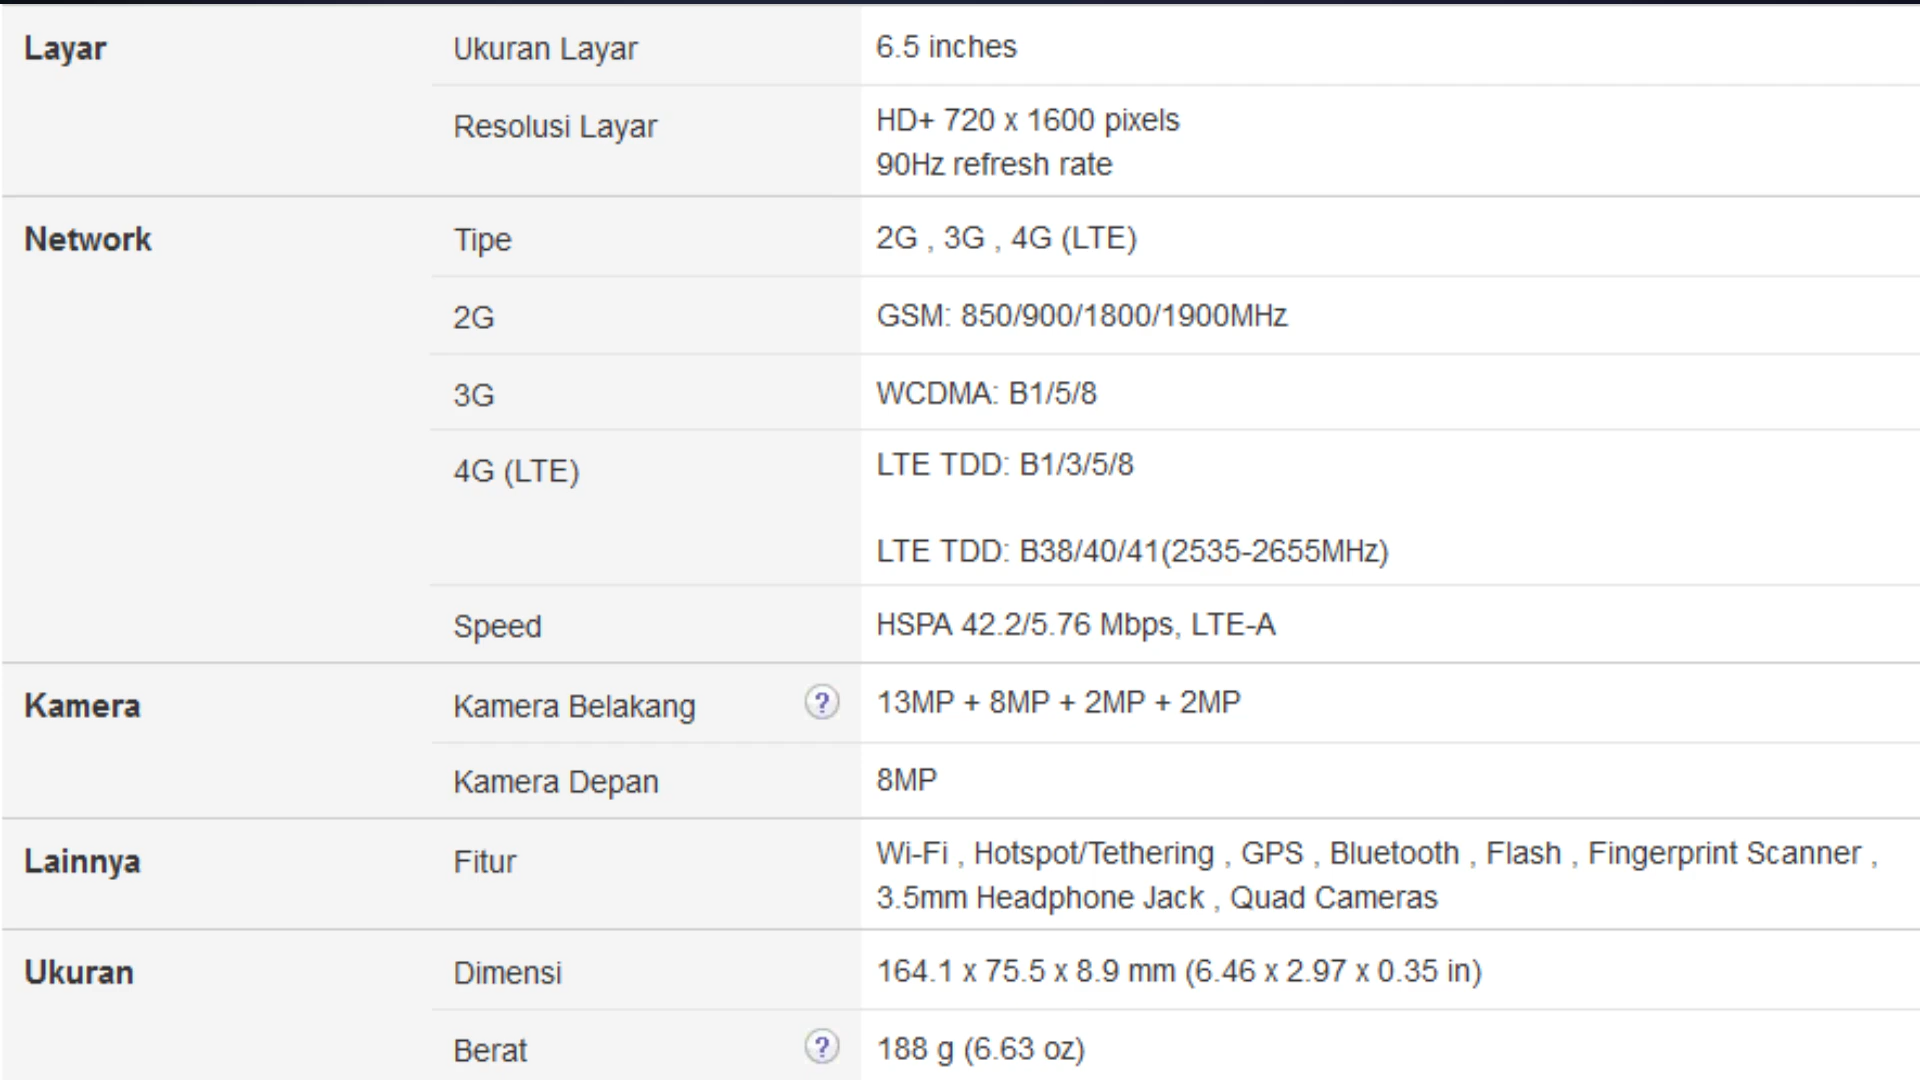 Layar
Ukuran Layar
6.5 inches
Resolusi Layar
HD+ 720 x 1600 pixels
90Hz refresh rate
Network
Tipe
2G , 3G , 4G (LTE)
2G
GSM: 850/900/1800/1900MHz
3G
WCDMA: B1/5/8
4G (LTE)
LTE TDD: B1/3/5/8
LTE TDD: B38/40/41(2535-2655MHz)
Speed
HSPA 42.2/5.76 Mbps, LTE-A
Kamera
Kamera Belakang
?
13MP + 8MP + 2MP + 2MP
Kamera Depan
8MP
Lainnya
Fitur
Wi-Fi , Hotspot/Tethering , GPS , Bluetooth , Flash , Fingerprint Scanner ,
3.5mm Headphone Jack , Quad Cameras
Ukuran
Dimensi
164.1 x 75.5 x 8.9 mm (6.46 x 2.97 x 0.35 in)
Berat
?
188 g (6.63 oz)